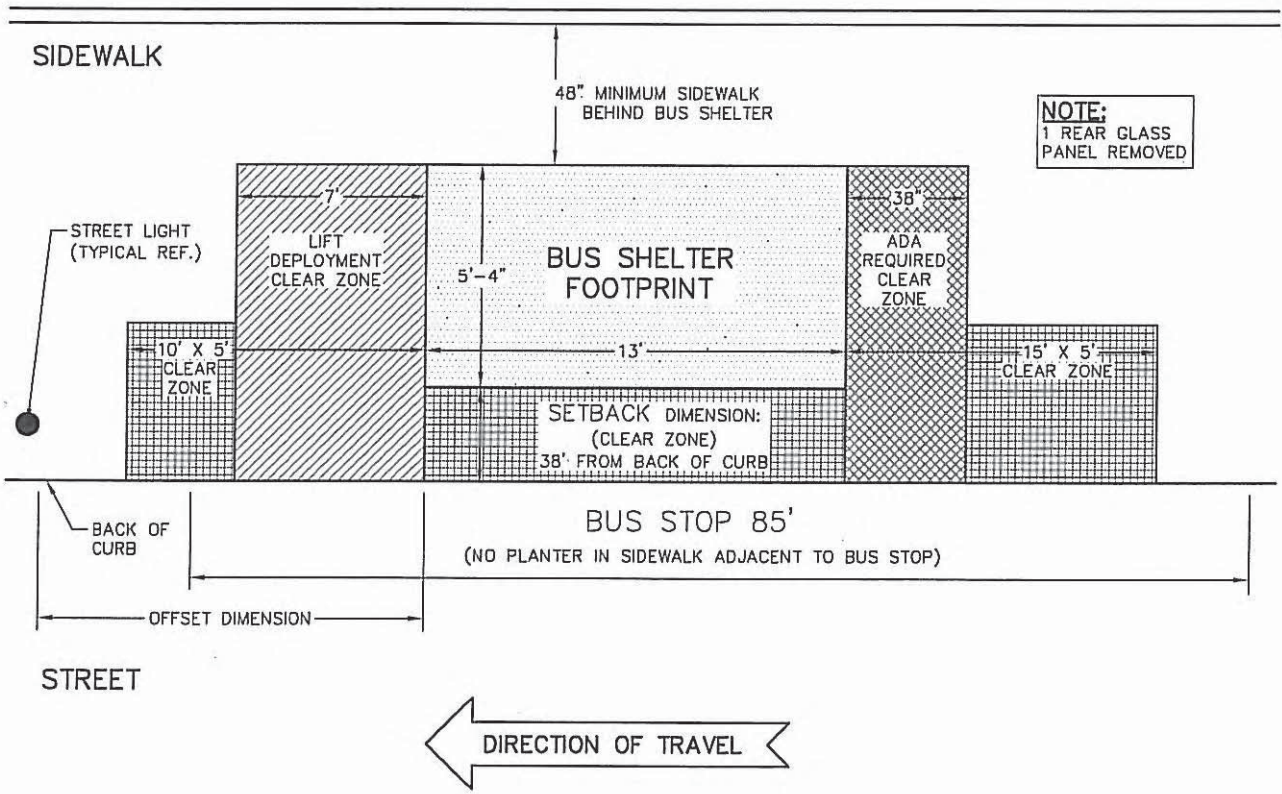 SIDEWALK
48" MINIMUM SIDEWALK
BEHIND BUS SHELTER
NOTE:
1 REAR GLASS
PANEL REMOVED
STREET LIGHT
(TYPICAL REF.)
7'
LIFT
DEPLOYMENT
CLEAR ZONE
5'-4"
BUS SHELTER
FOOTPRINT
38"
ADA
REQUIRED
CLEAR
ZONE
10' X 5'
CLEAR
ZONE
13'
15' X 5'
CLEAR ZONE
SETBACK DIMENSION:
(CLEAR ZONE)
38" FROM BACK OF CURB
BACK OF
CURB
BUS STOP 85'
(NO PLANTER IN SIDEWALK ADJACENT TO BUS STOP)
OFFSET DIMENSION
STREET
DIRECTION OF TRAVEL